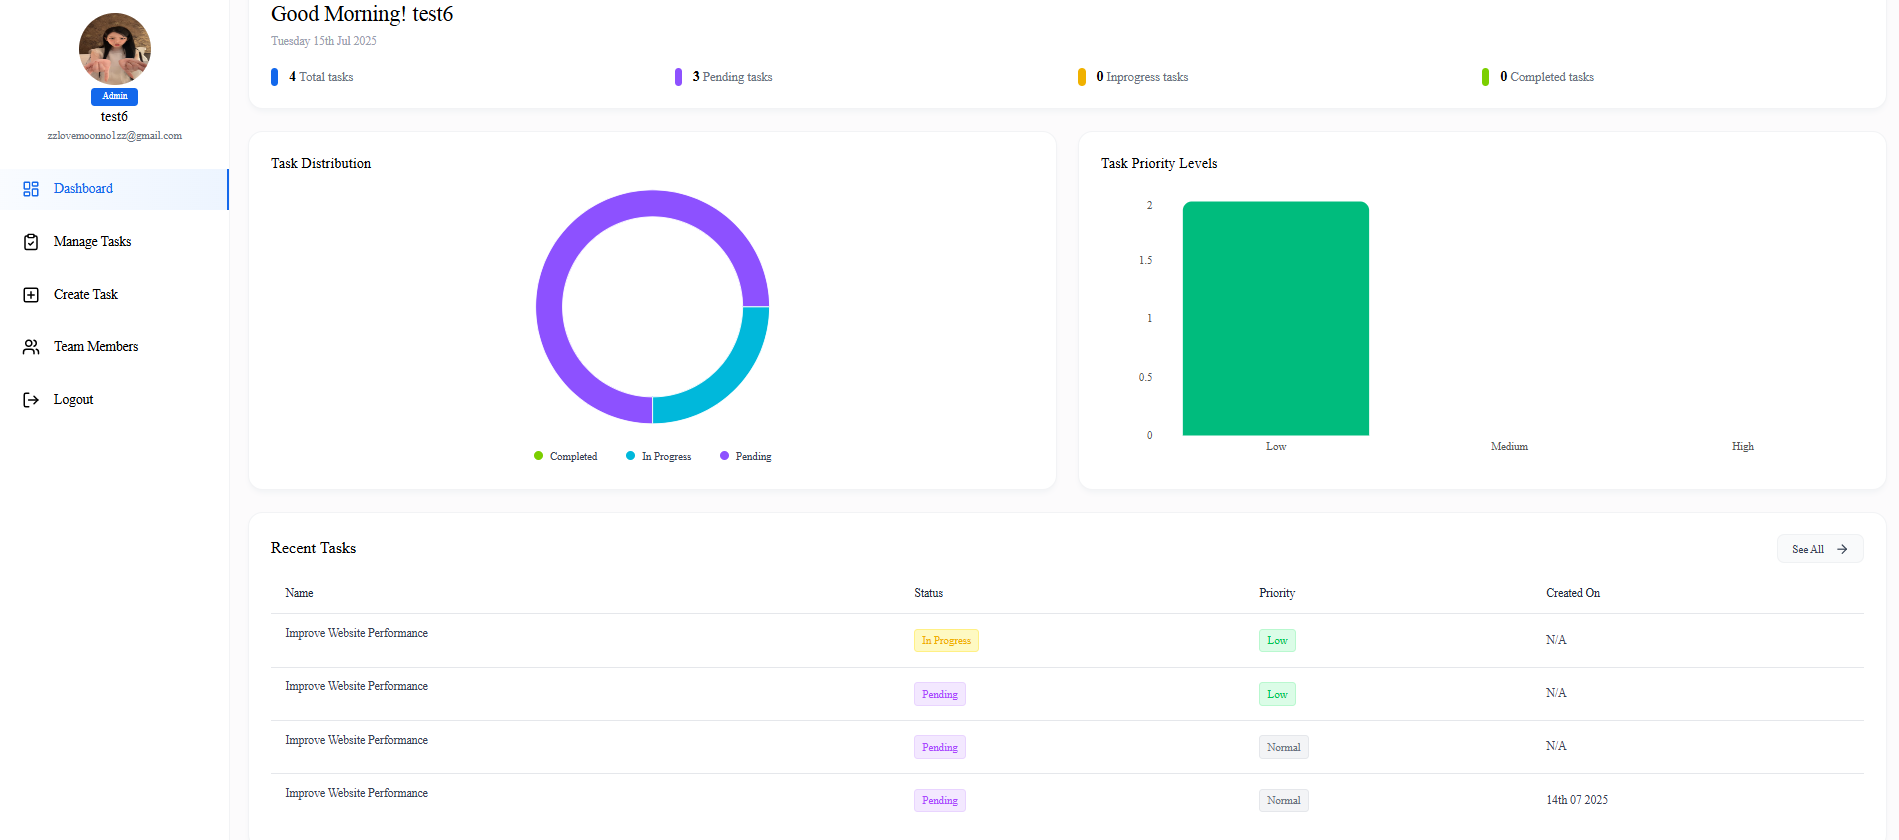 Good Morning! test6
Tuesday 15th Jul 2025
4 Total tasks
3 Pending tasks
0 Inprogress tasks
0 Completed tasks
Admin
test6
zzlovemoonno1zz@gmail.com
Dashboard
Manage Tasks
Create Task
Team Members
Logout
Task Distribution
Completed
In Progress
Pending
Task Priority Levels
2
1.5
1
0.5
0
Low
Medium
High
Recent Tasks
See All
Name Status Priority Created On
Improve Website Performance In Progress Low N/A
Improve Website Performance Pending Low N/A
Improve Website Performance Pending Normal N/A
Improve Website Performance Pending Normal 14th 07 2025